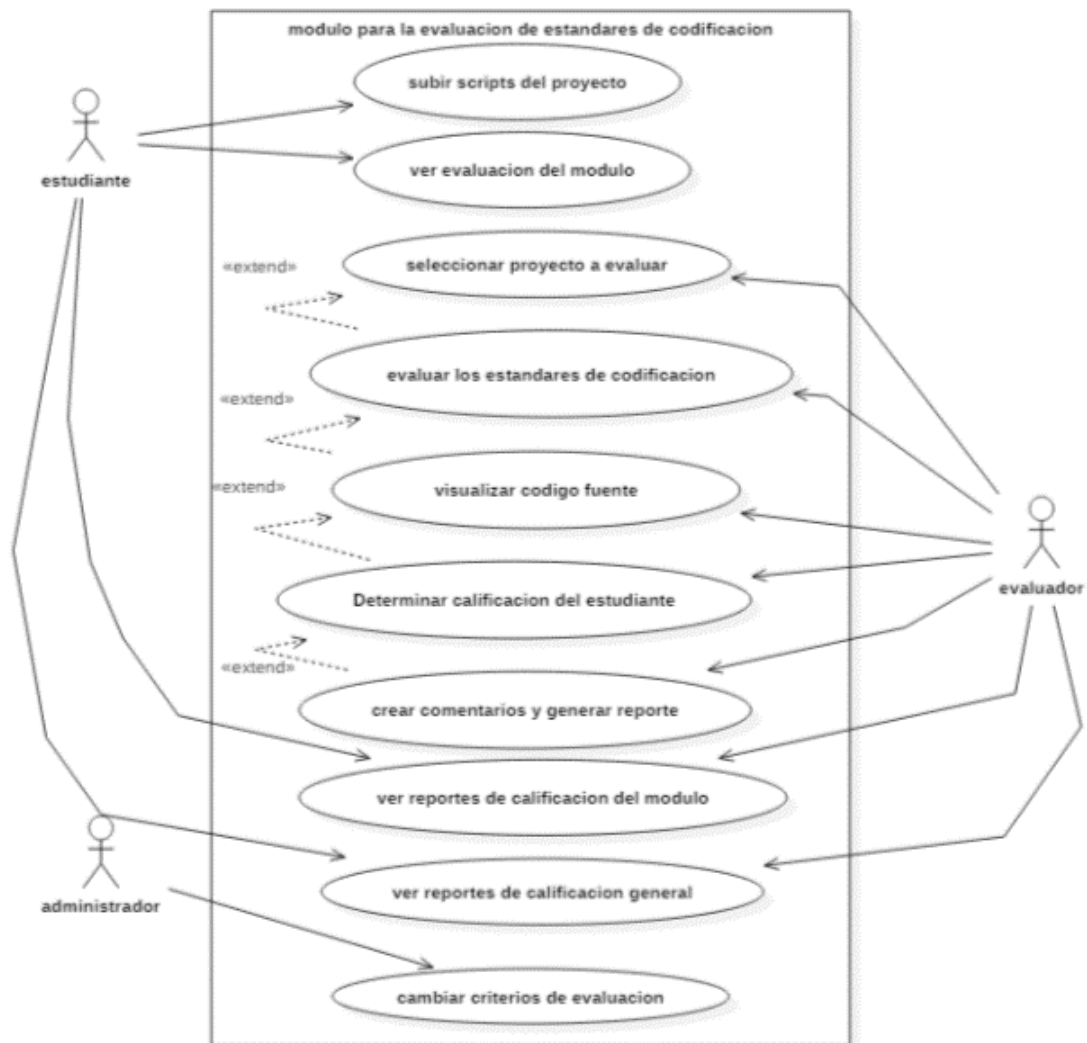 modulo para la evaluacion de estandares de codificacion
subir scripts del proyecto
estudiante
ver evaluacion del modulo
«extend»
seleccionar proyecto a evaluar
evaluar los estandares de codificacion
«extend»
«extend»
visualizar codigo fuente
evaluador
Determinar calificacion del estudiante
«extend»
crear comentarios y generar reporte
ver reportes de calificacion del modulo
ver reportes de calificacion general
administrador
cambiar criterios de evaluacion